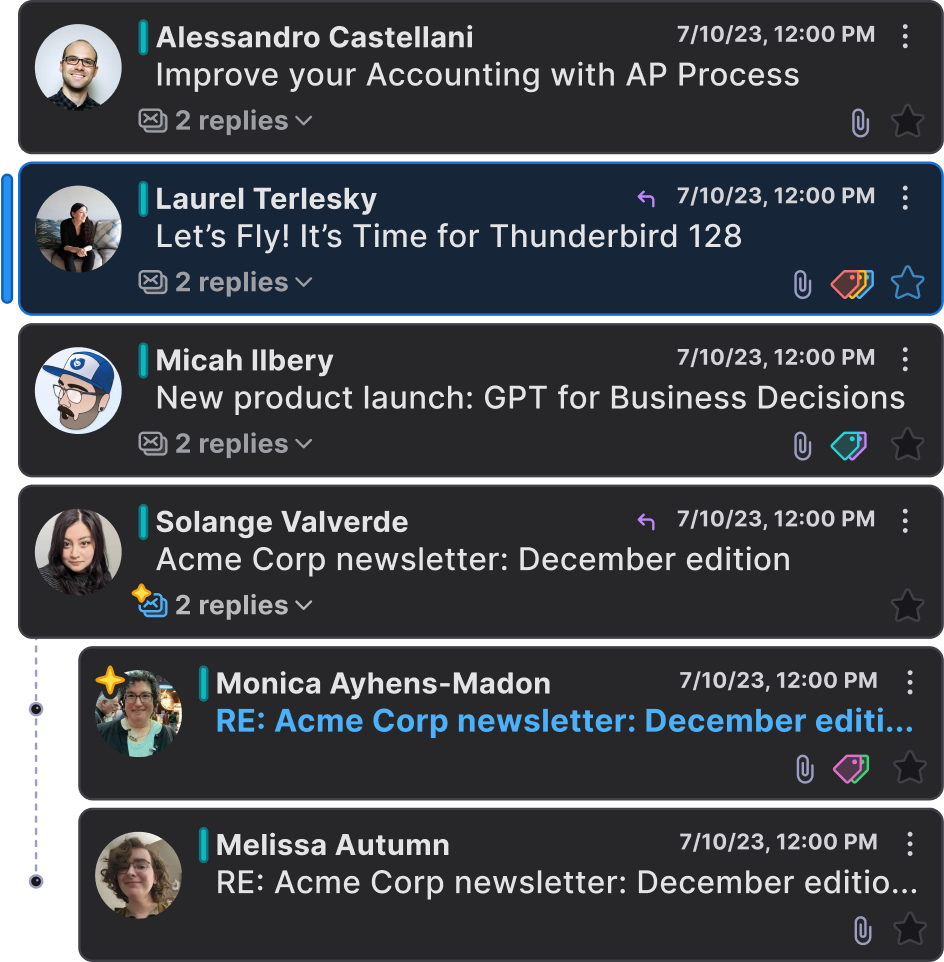 Alessandro Castellani 7/10/23, 12:00 PM
Improve your Accounting with AP Process
2 replies
Laurel Terlesky 7/10/23, 12:00 PM
Let’s Fly! It’s Time for Thunderbird 128
2 replies
Micah Ilbery 7/10/23, 12:00 PM
New product launch: GPT for Business Decisions
2 replies
Solange Valverde 7/10/23, 12:00 PM
Acme Corp newsletter: December edition
2 replies
Monica Ayhens-Madon 7/10/23, 12:00 PM
RE: Acme Corp newsletter: December editi...
Melissa Autumn 7/10/23, 12:00 PM
RE: Acme Corp newsletter: December editio...